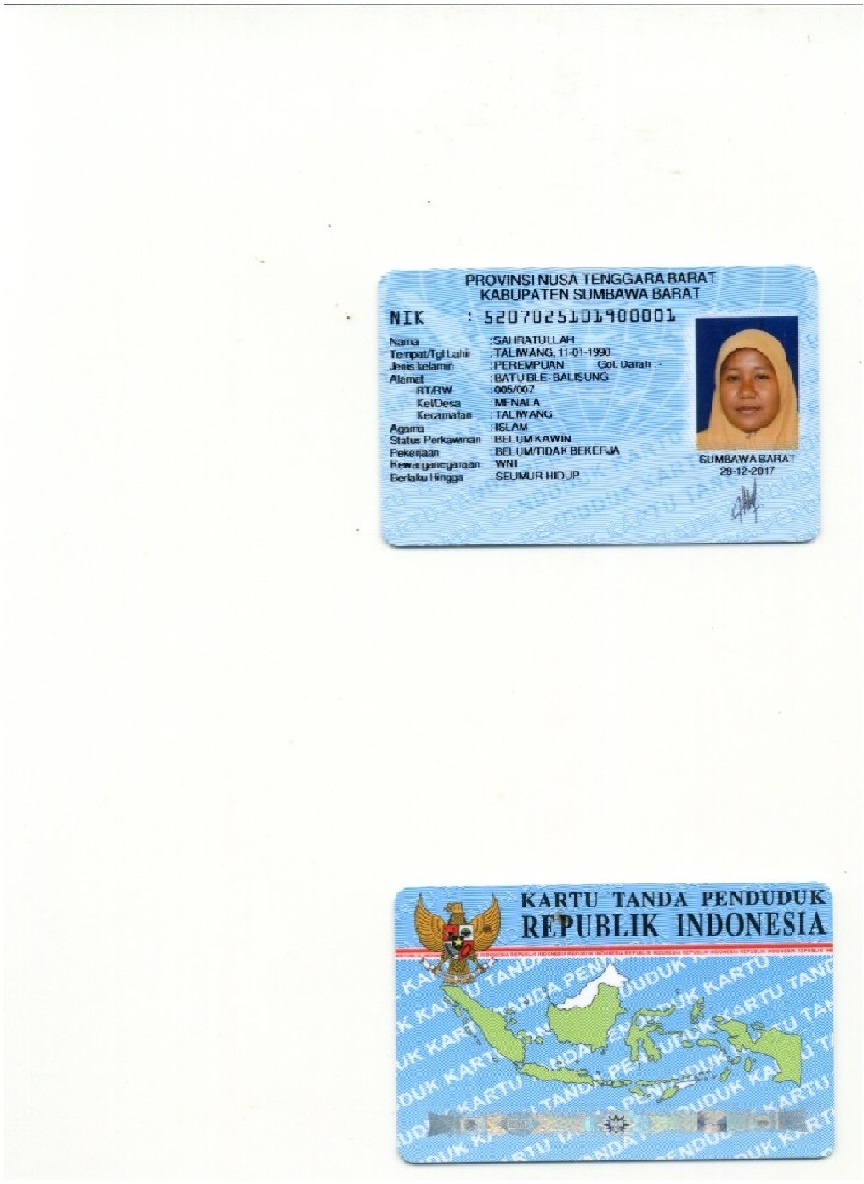 PROVINSI NUSA TENGGARA BARAT
KABUPATEN SUMBAWA BARAT
NIK : 5207025101900001
Nama : SAHRATULLAH
Tempat/Tgl Lahir : TALIWANG, 11-01-1990
Jenis kelamin : PEREMPUAN Gol. Darah : -
Alamat : BATU BLE- BALISUNG
RT/RW : 005/007
Kel/Desa : MENALA
Kecamatan : TALIWANG
Agama : ISLAM
Status Perkawinan : BELUM KAWIN
Pekerjaan : BELUM/TIDAK BEKERJA
Kewarganegaraan : WNI
Berlaku Hingga : SEUMUR HIDUP
SUMBAWA BARAT
29-12-2017
KARTU TANDA PENDUDUK
REPUBLIK INDONESIA